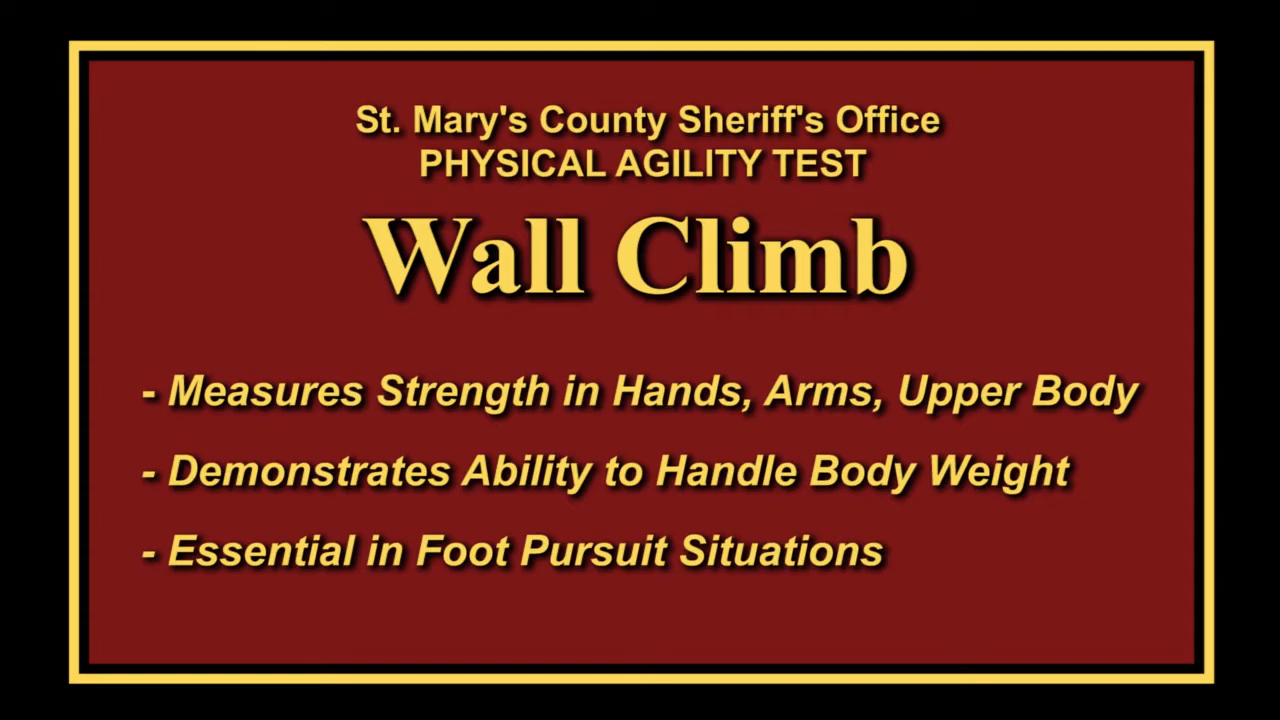 St. Mary's County Sheriff's Office
PHYSICAL AGILITY TEST
Wall Climb
- Measures Strength in Hands, Arms, Upper Body
- Demonstrates Ability to Handle Body Weight
- Essential in Foot Pursuit Situations